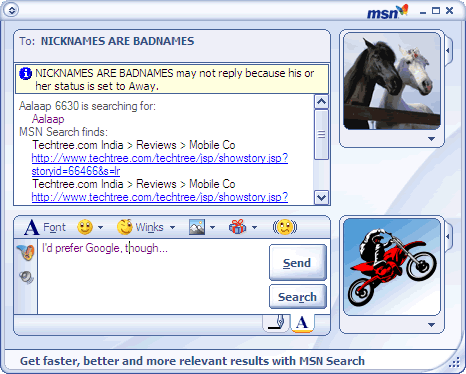 msn
To: NICKNAMES ARE BADNAMES
NICKNAMES ARE BADNAMES may not reply because his or
her status is set to Away.
Aalaap 6630 is searching for:
Aalaap
MSN Search finds:
Techtree.com India > Reviews > Mobile Co
http://www.techtree.com/techtree/jsp/showstory.jsp?
storyid=66466&s=lr
Techtree.com India > Reviews > Mobile Co
http://www.techtree.com/techtree/jsp/showstory.jsp?
A Font Winks
I'd prefer Google, though...
Send
Search
A
Get faster, better and more relevant results with MSN Search